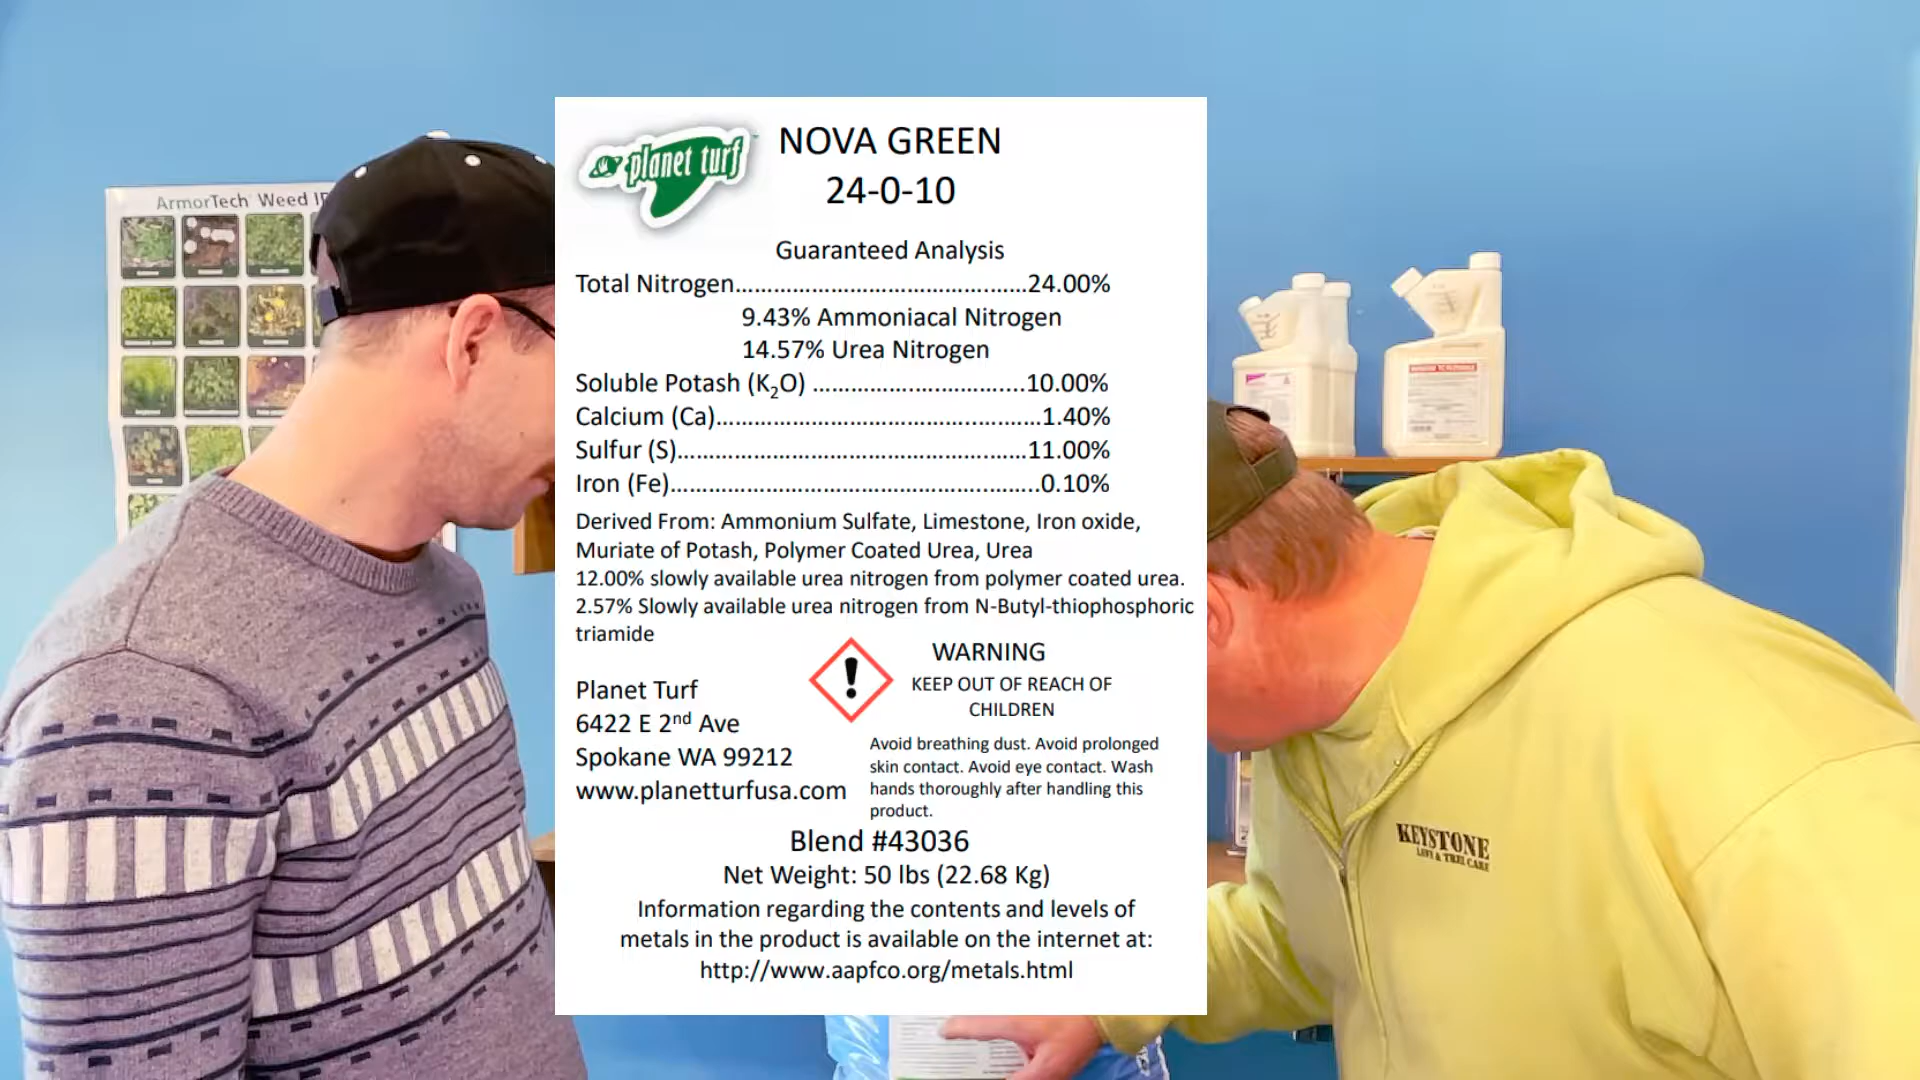 ArmorTech Weed
planet turf
NOVA GREEN
24-0-10
Guaranteed Analysis
Total Nitrogen.............................................24.00%
9.43% Ammoniacal Nitrogen
14.57% Urea Nitrogen
Soluble Potash (K₂O) .................................10.00%
Calcium (Ca)..................................................1.40%
Sulfur (S)......................................................11.00%
Iron (Fe).........................................................0.10%
Derived From: Ammonium Sulfate, Limestone, Iron oxide,
Muriate of Potash, Polymer Coated Urea, Urea
12.00% slowly available urea nitrogen from polymer coated urea.
2.57% Slowly available urea nitrogen from N-Butyl-thiophosphoric
triamide
WARNING
KEEP OUT OF REACH OF
CHILDREN
Planet Turf
6422 E 2nd Ave
Spokane WA 99212
www.planetturfusa.com
Avoid breathing dust. Avoid prolonged
skin contact. Avoid eye contact. Wash
hands thoroughly after handling this
product.
Blend #43036
Net Weight: 50 lbs (22.68 Kg)
Information regarding the contents and levels of
metals in the product is available on the internet at:
http://www.aapfco.org/metals.html
KEYSTONE
LAWN & TREE CARE